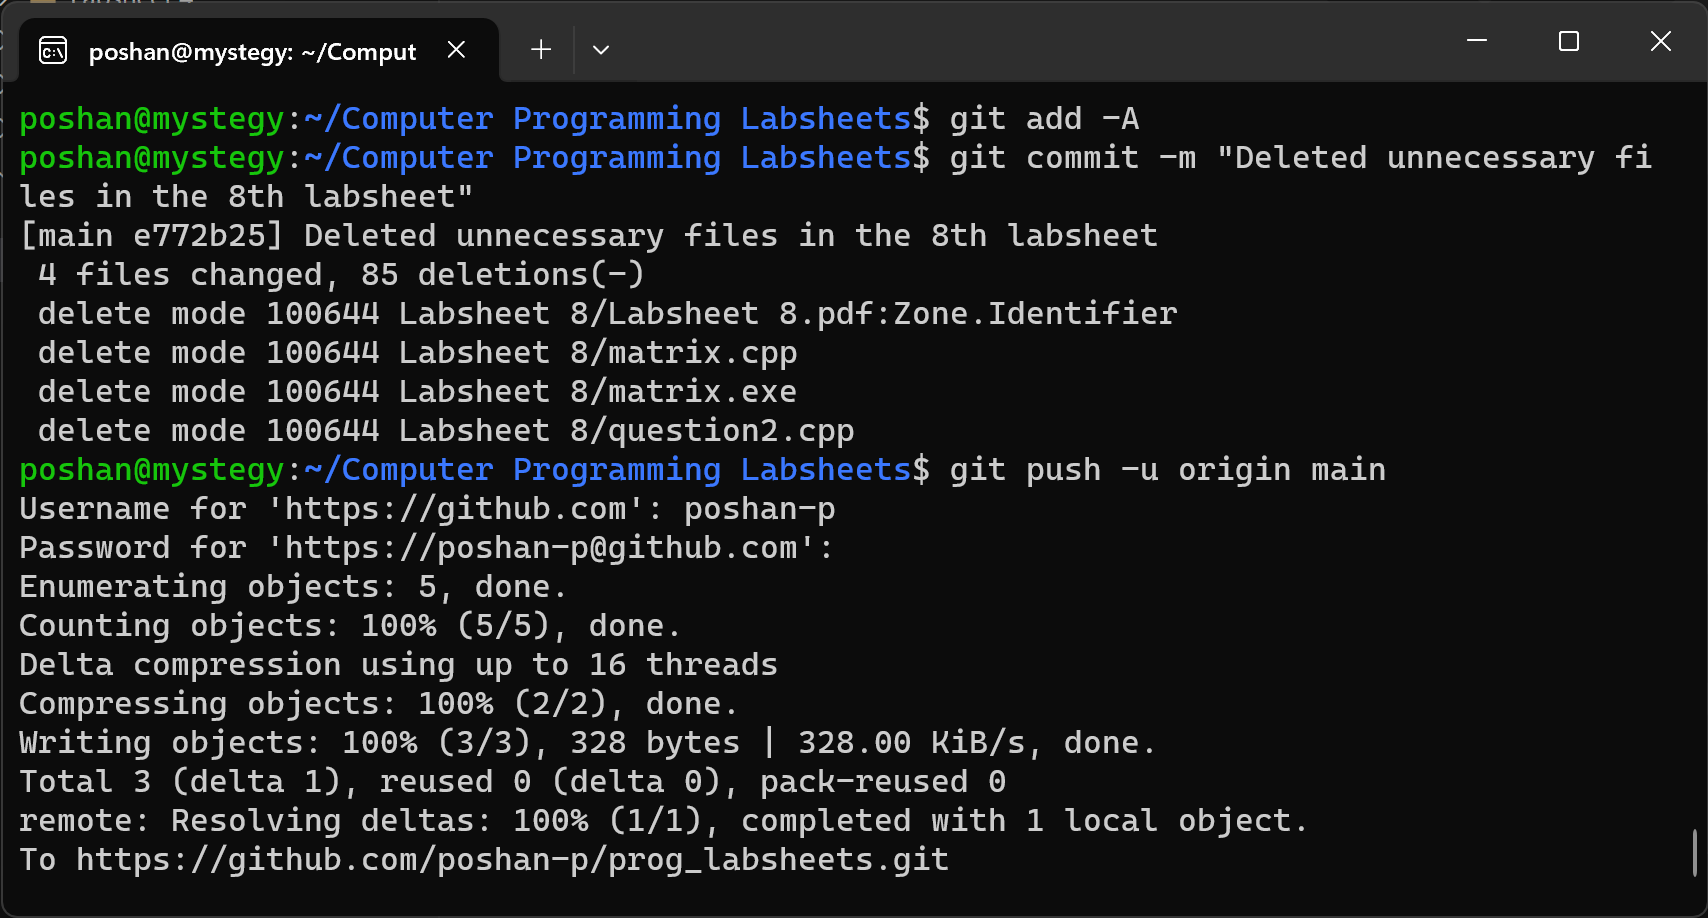 poshan@mystegy: ~/Comput
poshan@mystegy:~/Computer Programming Labsheets$ git add -A
poshan@mystegy:~/Computer Programming Labsheets$ git commit -m "Deleted unnecessary fi
les in the 8th labsheet"
[main e772b25] Deleted unnecessary files in the 8th labsheet
 4 files changed, 85 deletions(-)
 delete mode 100644 Labsheet 8/Labsheet 8.pdf:Zone.Identifier
 delete mode 100644 Labsheet 8/matrix.cpp
 delete mode 100644 Labsheet 8/matrix.exe
 delete mode 100644 Labsheet 8/question2.cpp
poshan@mystegy:~/Computer Programming Labsheets$ git push -u origin main
Username for 'https://github.com': poshan-p
Password for 'https://poshan-p@github.com':
Enumerating objects: 5, done.
Counting objects: 100% (5/5), done.
Delta compression using up to 16 threads
Compressing objects: 100% (2/2), done.
Writing objects: 100% (3/3), 328 bytes | 328.00 KiB/s, done.
Total 3 (delta 1), reused 0 (delta 0), pack-reused 0
remote: Resolving deltas: 100% (1/1), completed with 1 local object.
To https://github.com/poshan-p/prog_labsheets.git